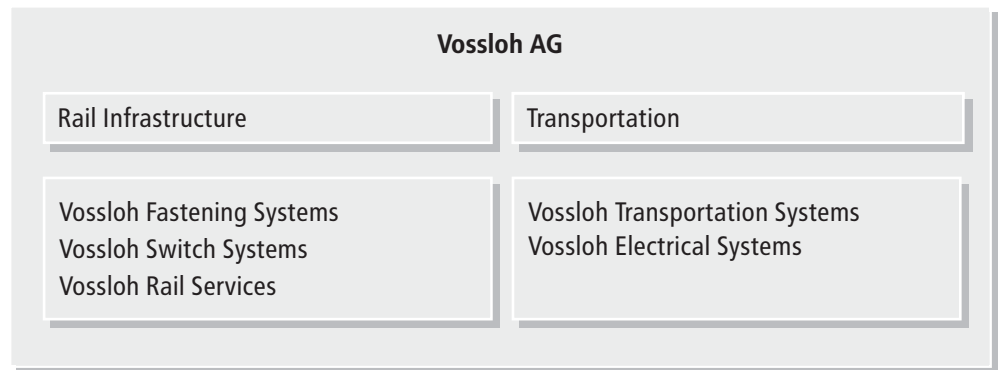 Vossloh AG
Rail Infrastructure
Transportation
Vossloh Fastening Systems
Vossloh Switch Systems
Vossloh Rail Services
Vossloh Transportation Systems
Vossloh Electrical Systems